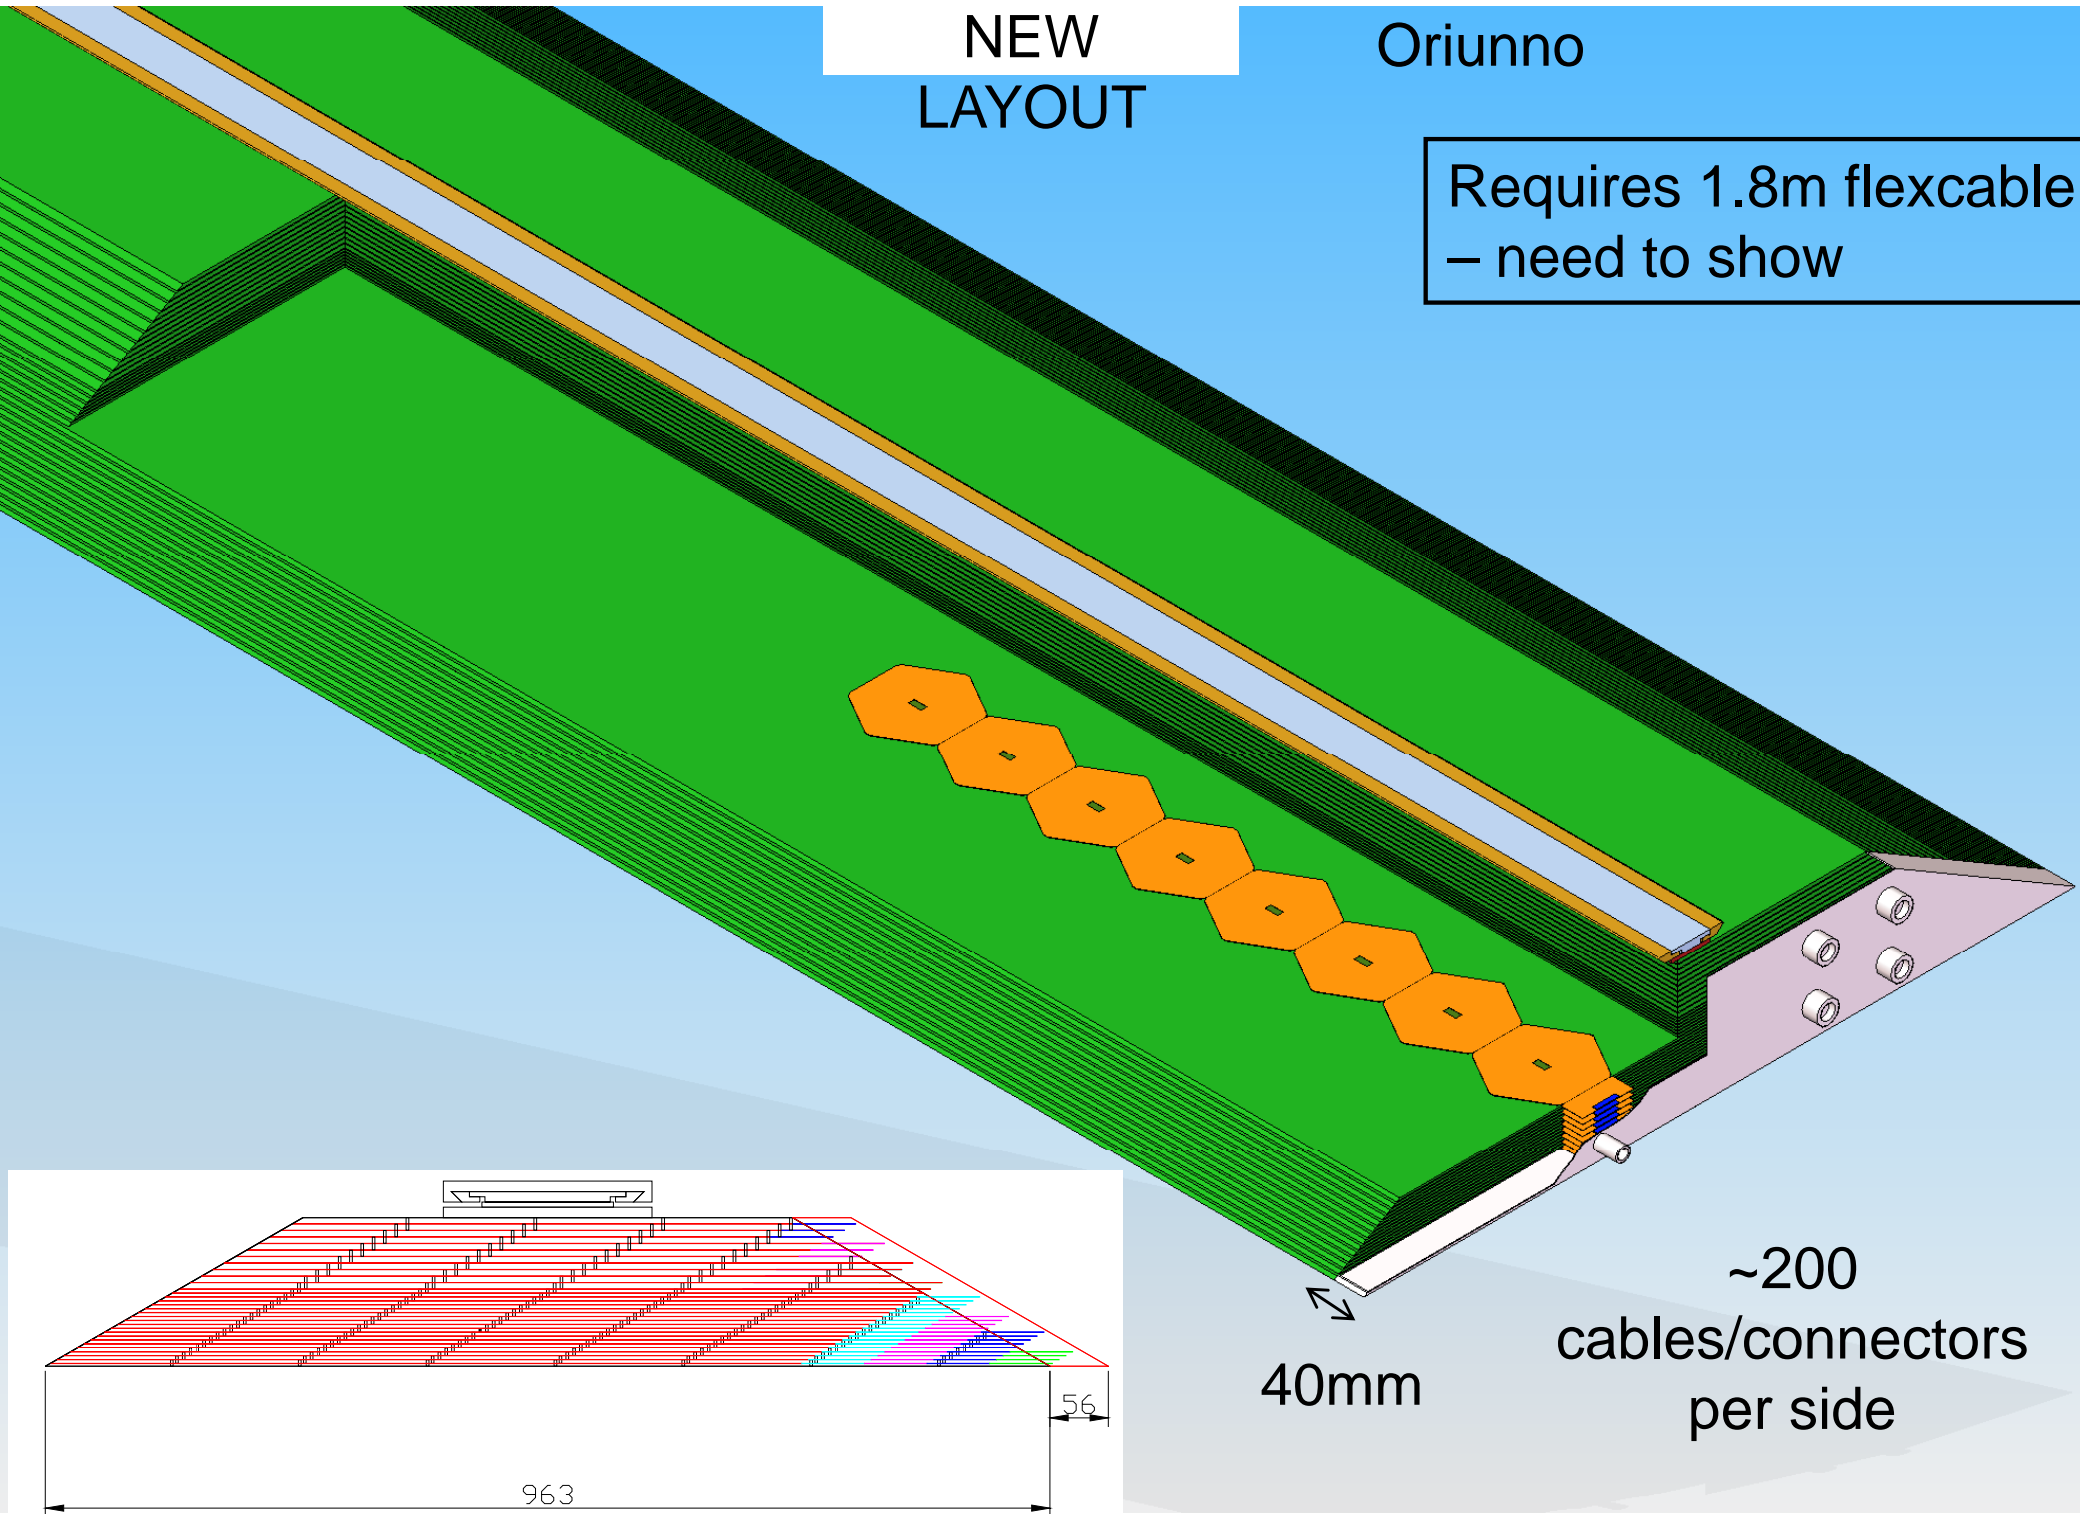 NEW
LAYOUT
Oriunno
Requires 1.8m flexcable
– need to show
~200
cables/connectors
per side
40mm
56
963